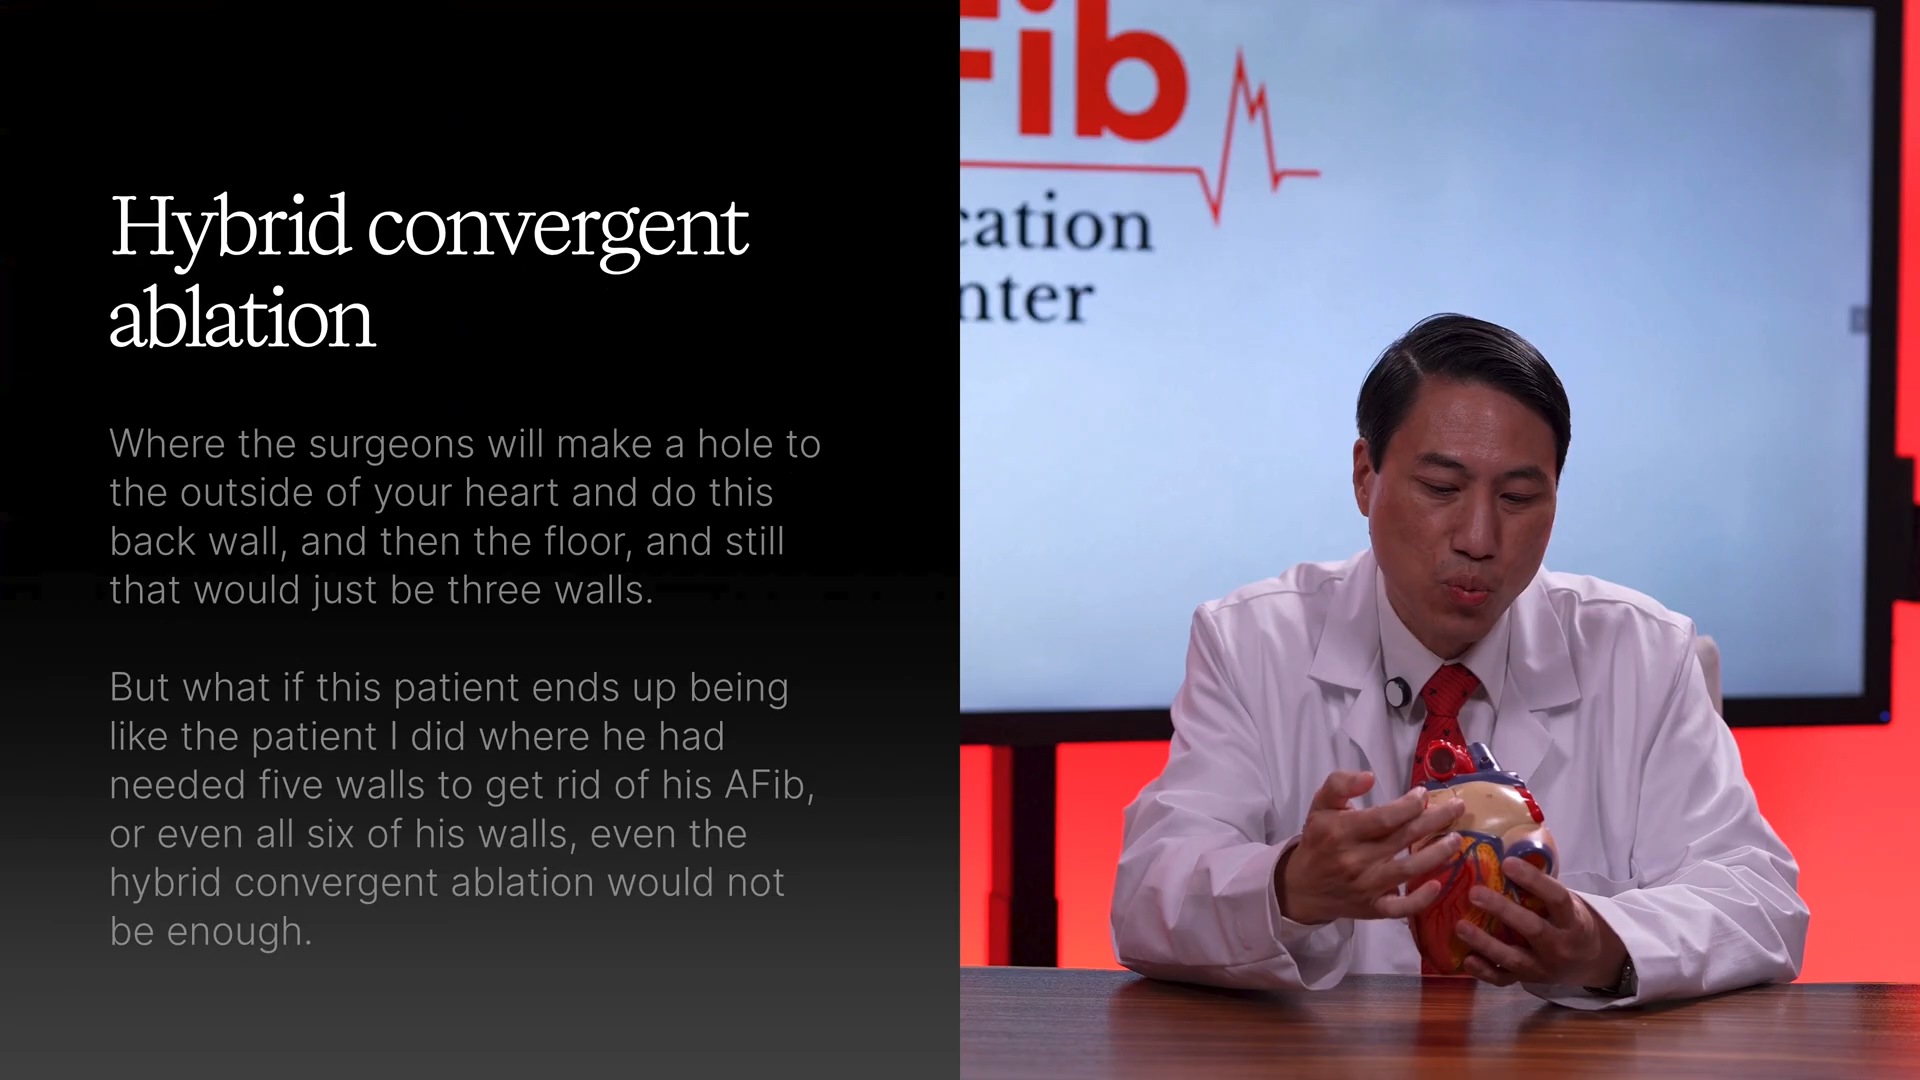 Hybrid convergent
ablation
Where the surgeons will make a hole to
the outside of your heart and do this
back wall, and then the floor, and still
that would just be three walls.
But what if this patient ends up being
like the patient I did where he had
needed five walls to get rid of his AFib,
or even all six of his walls, even the
hybrid convergent ablation would not
be enough.
Fib
cation
nter